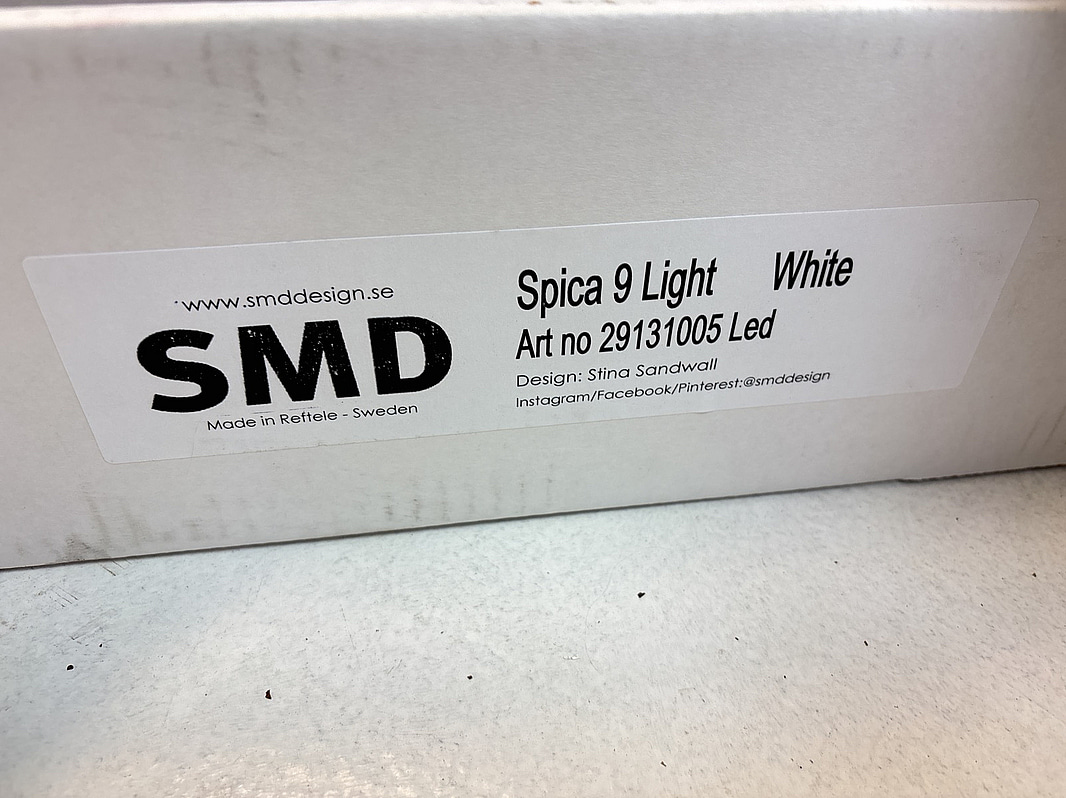 www.smddesign.se
SMD
Made in Reftele - Sweden
Spica 9 Light White
Art no 29131005 Led
Design: Stina Sandwall
Instagram/Facebook/Pinterest:@smddesign